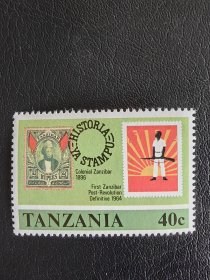 HISTORIA
YA STAMPU
Colonial Zanzibar
1896
First Zanzibar
Post-Revolution
Definitive 1964
TANZANIA 40c